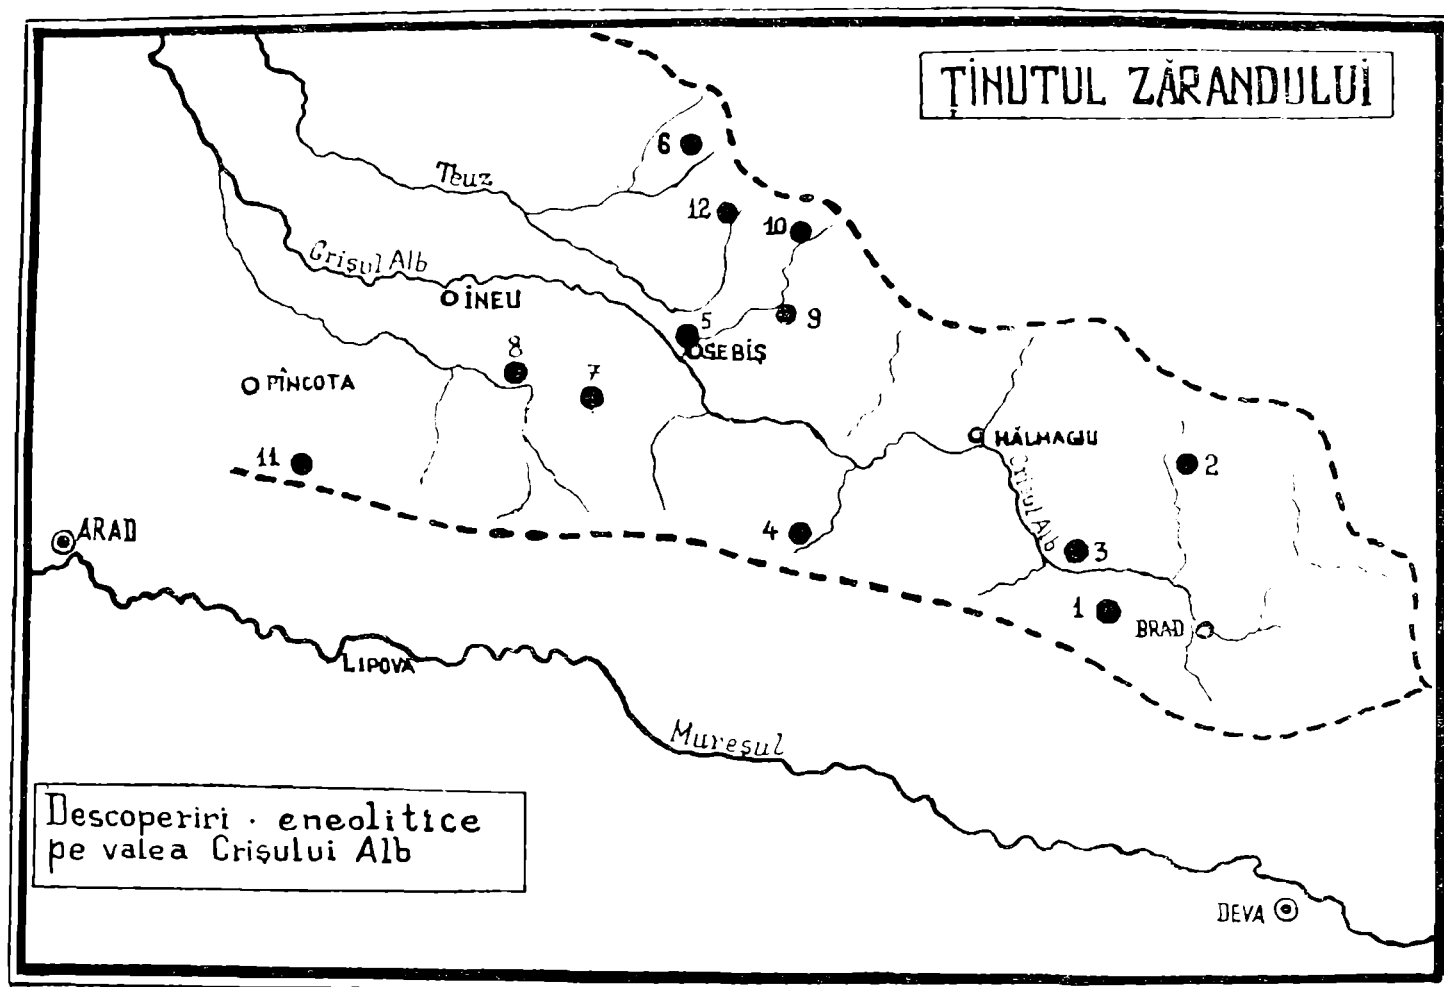 ȚINUTUL ZĂRANDULUI
6
Teuz
12
10
Crișul Alb
INEU
5
9
SEBIȘ
8
7
PÎNCOTA
HĂLMAGIU
11
2
Crișul Alb
4
3
ARAD
1
BRAD
LIPOVA
Mureșul
Descoperiri · eneolitice
pe valea Crișului Alb
DEVA